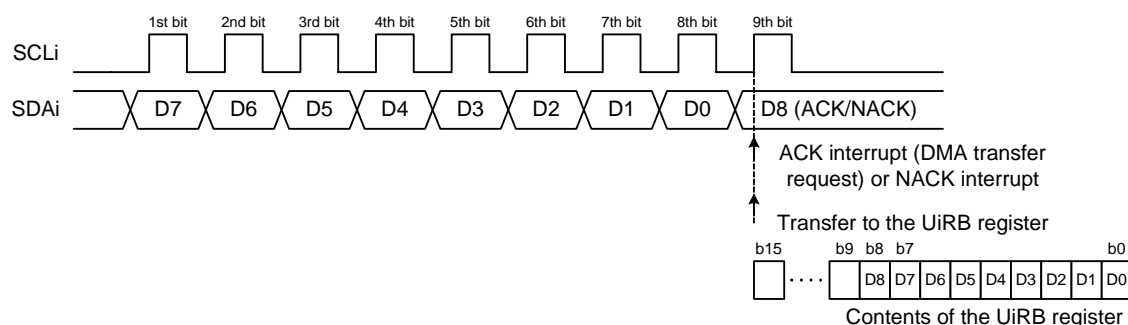 1st bit 2nd bit 3rd bit 4th bit 5th bit 6th bit 7th bit 8th bit 9th bit
SCLi
SDAi D7 D6 D5 D4 D3 D2 D1 D0 D8 (ACK/NACK)
ACK interrupt (DMA transfer
request) or NACK interrupt
Transfer to the UiRB register
b15 b9 b8 b7 b0
D8 D7 D6 D5 D4 D3 D2 D1 D0
Contents of the UiRB register